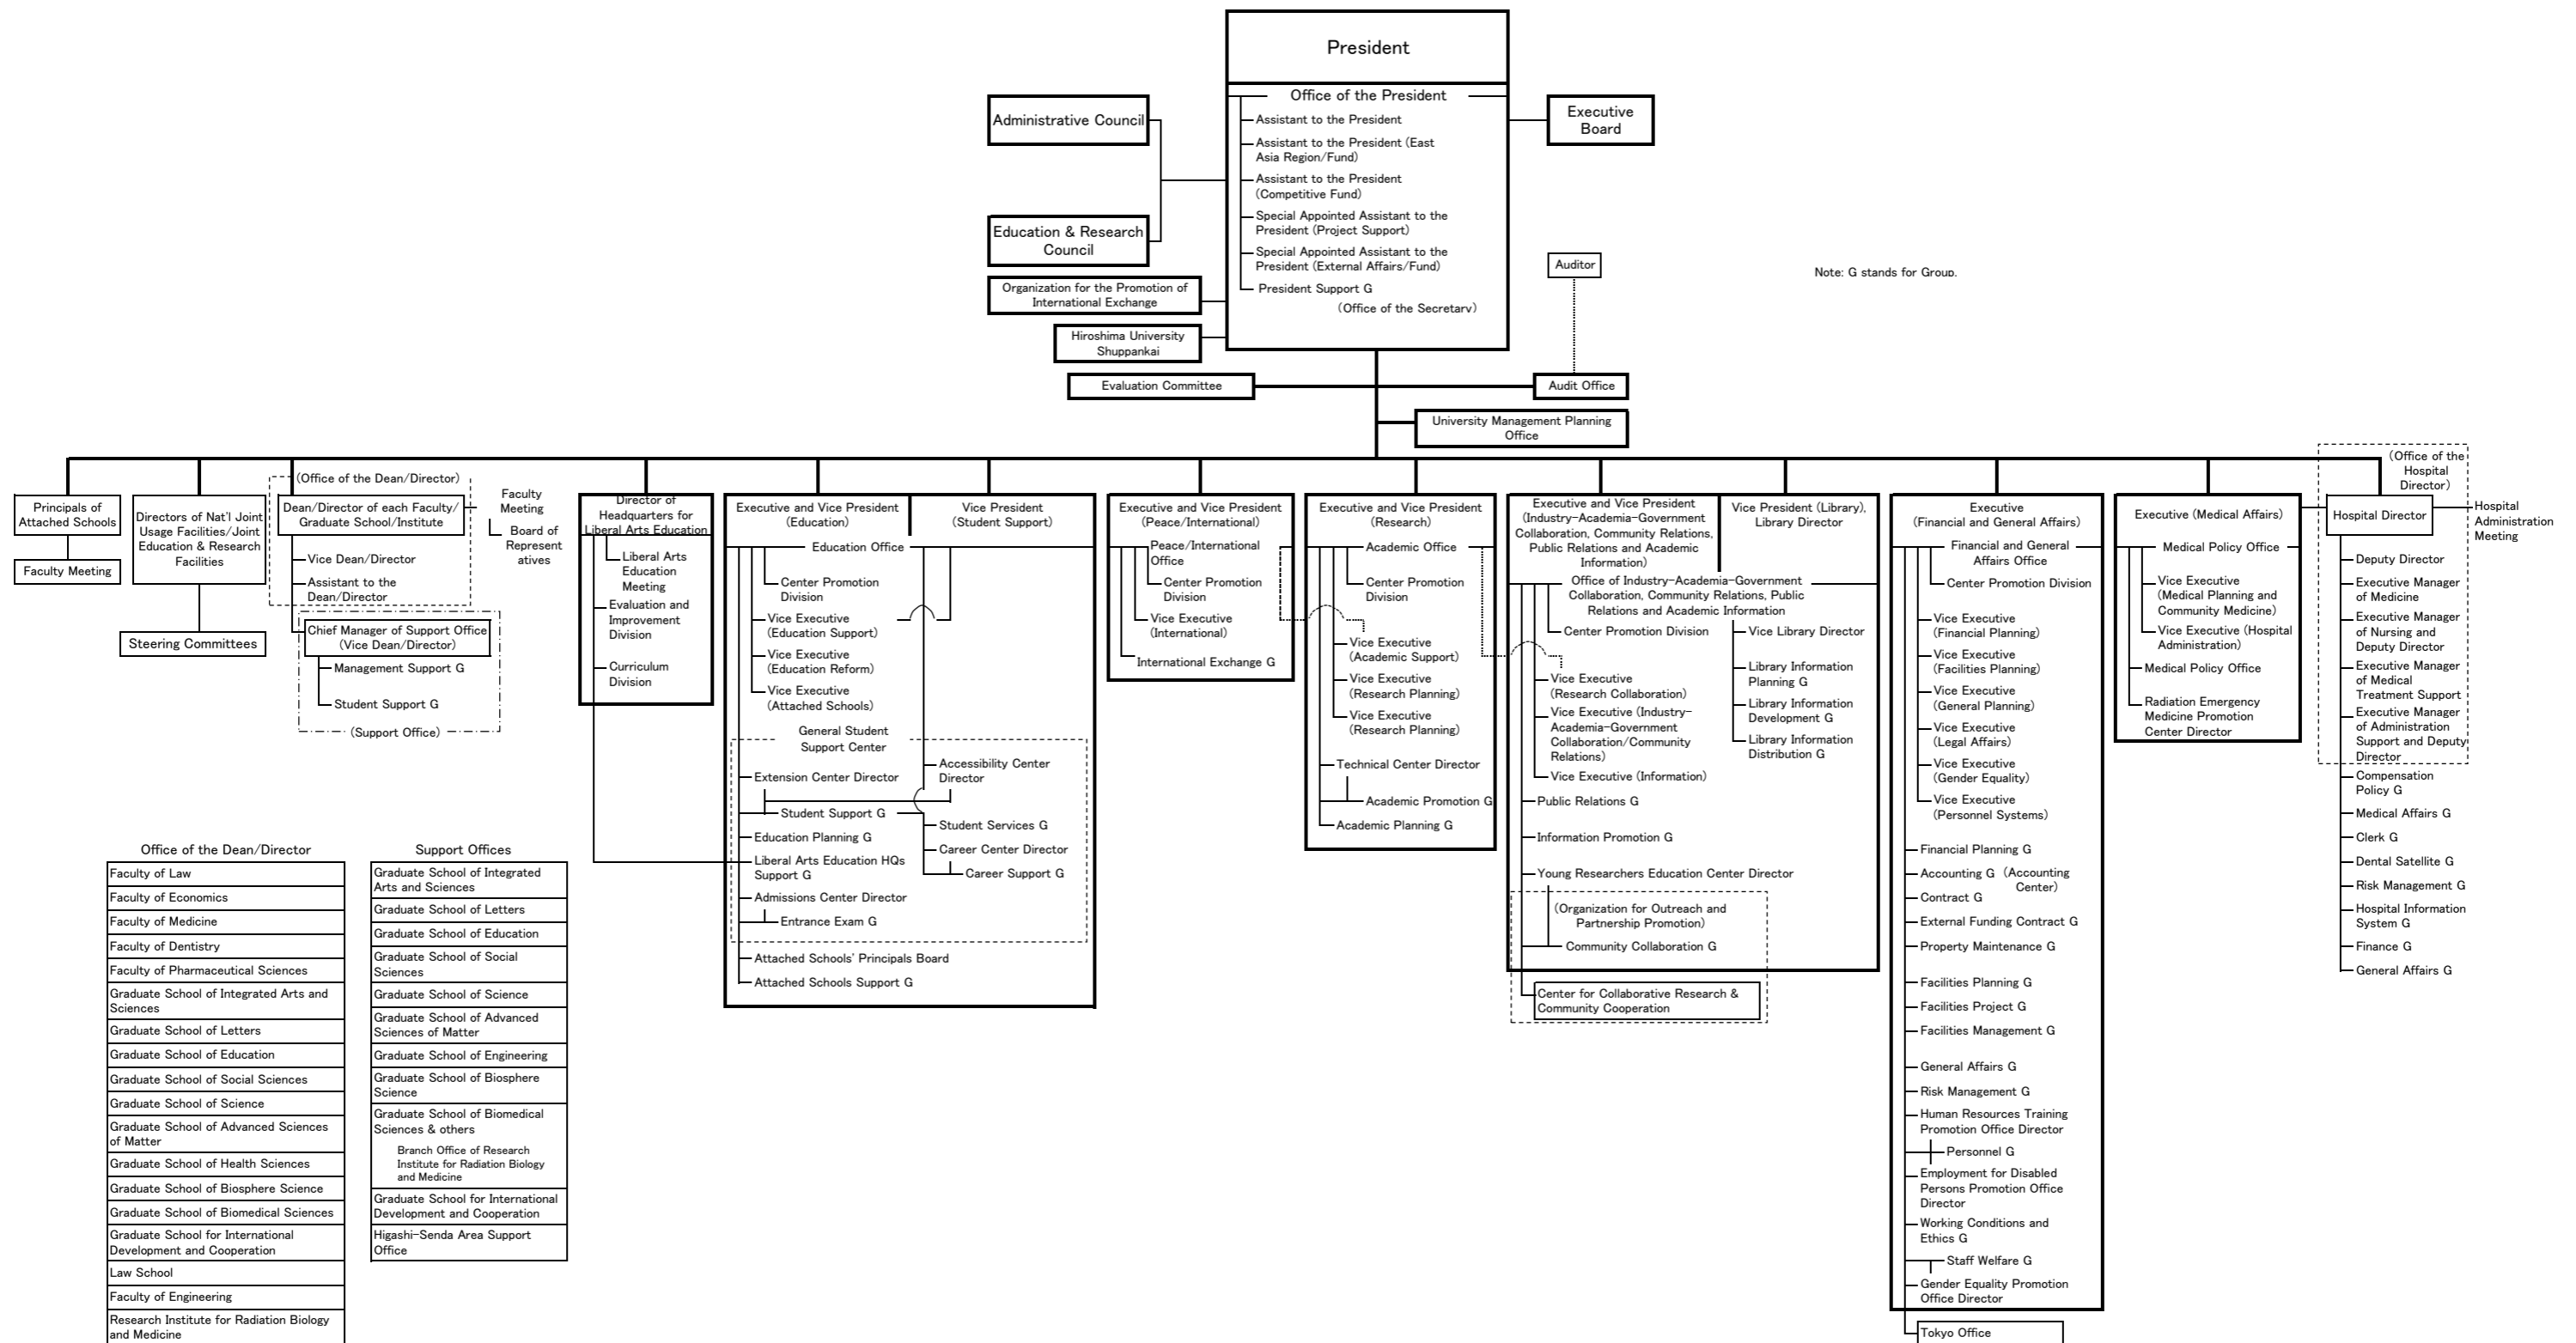 President
Office of the President
Assistant to the President
Assistant to the President (East
Asia Region/Fund)
Assistant to the President
(Competitive Fund)
Special Appointed Assistant to the
President (Project Support)
Special Appointed Assistant to the
President (External Affairs/Fund)
President Support G
(Office of the Secretary)
Administrative Council
Education & Research
Council
Organization for the Promotion of
International Exchange
Hiroshima University
Shuppankai
Executive
Board
Auditor
Note: G stands for Group.
Evaluation Committee
Audit Office
University Management Planning
Office
Principals of
Attached Schools
Faculty Meeting
Directors of Nat'l Joint
Usage Facilities/Joint
Education & Research
Facilities
Steering Committees
(Office of the Dean/Director)
Dean/Director of each Faculty/
Graduate School/Institute
Vice Dean/Director
Assistant to the
Dean/Director
Faculty
Meeting
Board of
Represent
atives
Chief Manager of Support Office
(Vice Dean/Director)
Management Support G
Student Support G
(Support Office)
Director of
Headquarters for
Liberal Arts Education
Liberal Arts
Education
Meeting
Evaluation and
Improvement
Division
Curriculum
Division
Executive and Vice President
(Education)
Vice President
(Student Support)
Education Office
Center Promotion
Division
Vice Executive
(Education Support)
Vice Executive
(Education Reform)
Vice Executive
(Attached Schools)
General Student
Support Center
Extension Center Director
Student Support G
Education Planning G
Liberal Arts Education HQs
Support G
Admissions Center Director
Entrance Exam G
Attached Schools' Principals Board
Attached Schools Support G
Accessibility Center
Director
Student Services G
Career Center Director
Career Support G
Executive and Vice President
(Peace/International)
Peace/International
Office
Center Promotion
Division
Vice Executive
(International)
International Exchange G
Executive and Vice President
(Research)
Academic Office
Center Promotion
Division
Vice Executive
(Academic Support)
Vice Executive
(Research Planning)
Vice Executive
(Research Planning)
Technical Center Director
Academic Promotion G
Academic Planning G
Executive and Vice President
(Industry-Academia-Government
Collaboration, Community Relations,
Public Relations and Academic
Information)
Vice President (Library),
Library Director
Office of Industry-Academia-Government
Collaboration, Community Relations, Public
Relations and Academic Information
Center Promotion Division
Vice Executive
(Research Collaboration)
Vice Executive (Industry-
Academia-Government
Collaboration/Community
Relations)
Vice Executive (Information)
Public Relations G
Information Promotion G
Young Researchers Education Center Director
(Organization for Outreach and
Partnership Promotion)
Community Collaboration G
Center for Collaborative Research &
Community Cooperation
Vice Library Director
Library Information
Planning G
Library Information
Development G
Library Information
Distribution G
Executive
(Financial and General Affairs)
Financial and General
Affairs Office
Center Promotion Division
Vice Executive
(Financial Planning)
Vice Executive
(Facilities Planning)
Vice Executive
(General Planning)
Vice Executive
(Legal Affairs)
Vice Executive
(Gender Equality)
Vice Executive
(Personnel Systems)
Financial Planning G
Accounting G (Accounting
Center)
Contract G
External Funding Contract G
Property Maintenance G
Facilities Planning G
Facilities Project G
Facilities Management G
General Affairs G
Risk Management G
Human Resources Training
Promotion Office Director
Personnel G
Employment for Disabled
Persons Promotion Office
Director
Working Conditions and
Ethics G
Staff Welfare G
Gender Equality Promotion
Office Director
Tokyo Office
Executive (Medical Affairs)
Medical Policy Office
Vice Executive
(Medical Planning and
Community Medicine)
Vice Executive (Hospital
Administration)
Medical Policy Office
Radiation Emergency
Medicine Promotion
Center Director
(Office of the
Hospital
Director)
Hospital Director
Hospital
Administration
Meeting
Deputy Director
Executive Manager
of Medicine
Executive Manager
of Nursing and
Deputy Director
Executive Manager
of Medical
Treatment Support
Executive Manager
of Administration
Support and Deputy
Director
Compensation
Policy G
Medical Affairs G
Clerk G
Dental Satellite G
Risk Management G
Hospital Information
System G
Finance G
General Affairs G
Office of the Dean/Director
Faculty of Law
Faculty of Economics
Faculty of Medicine
Faculty of Dentistry
Faculty of Pharmaceutical Sciences
Graduate School of Integrated Arts and
Sciences
Graduate School of Letters
Graduate School of Education
Graduate School of Social Sciences
Graduate School of Science
Graduate School of Advanced Sciences
of Matter
Graduate School of Health Sciences
Graduate School of Biosphere Science
Graduate School of Biomedical Sciences
Graduate School for International
Development and Cooperation
Law School
Faculty of Engineering
Research Institute for Radiation Biology
and Medicine
Support Offices
Graduate School of Integrated
Arts and Sciences
Graduate School of Letters
Graduate School of Education
Graduate School of Social
Sciences
Graduate School of Science
Graduate School of Advanced
Sciences of Matter
Graduate School of Engineering
Graduate School of Biosphere
Science
Graduate School of Biomedical
Sciences & others
Branch Office of Research
Institute for Radiation Biology
and Medicine
Graduate School for International
Development and Cooperation
Higashi-Senda Area Support
Office